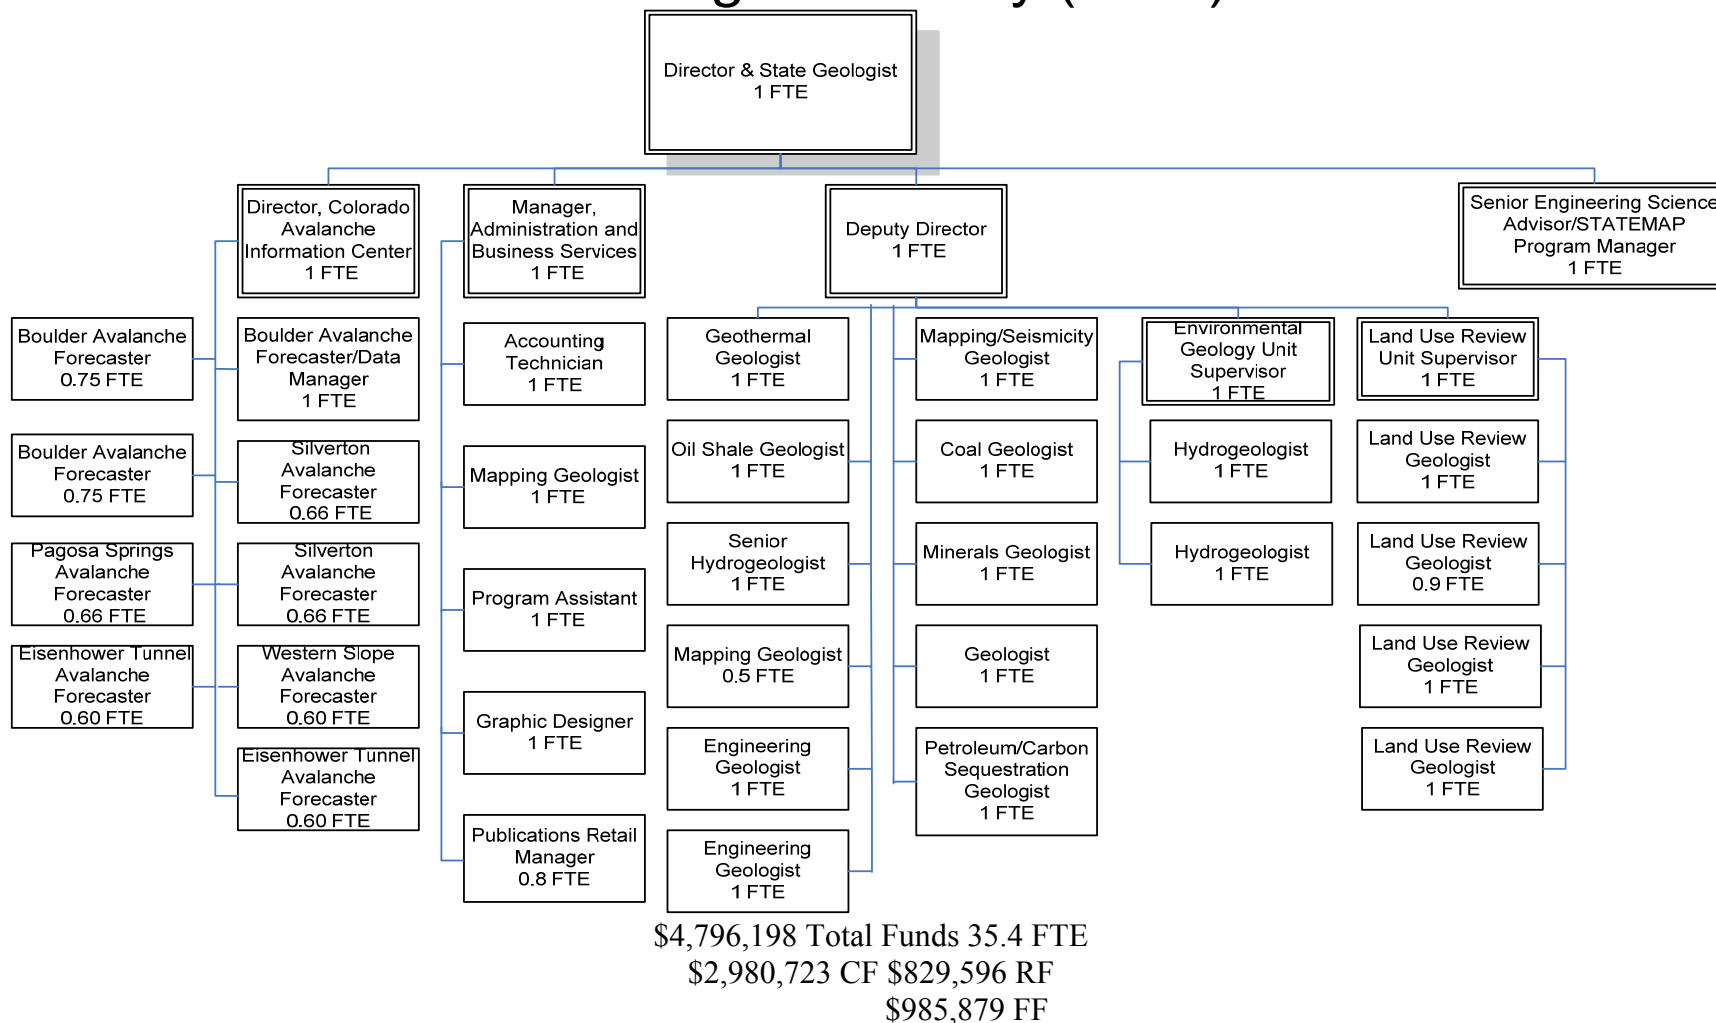 Director & State Geologist
1 FTE
Director, Colorado
Avalanche
Information Center
1 FTE
Manager,
Administration and
Business Services
1 FTE
Deputy Director
1 FTE
Senior Engineering Science
Advisor/STATEMAP
Program Manager
1 FTE
Boulder Avalanche
Forecaster
0.75 FTE
Boulder Avalanche
Forecaster/Data
Manager
1 FTE
Accounting
Technician
1 FTE
Geothermal
Geologist
1 FTE
Mapping/Seismicity
Geologist
1 FTE
Environmental
Geology Unit
Supervisor
1 FTE
Land Use Review
Unit Supervisor
1 FTE
Boulder Avalanche
Forecaster
0.75 FTE
Silverton
Avalanche
Forecaster
0.66 FTE
Mapping Geologist
1 FTE
Oil Shale Geologist
1 FTE
Coal Geologist
1 FTE
Hydrogeologist
1 FTE
Land Use Review
Geologist
1 FTE
Pagosa Springs
Avalanche
Forecaster
0.66 FTE
Silverton
Avalanche
Forecaster
0.66 FTE
Program Assistant
1 FTE
Senior
Hydrogeologist
1 FTE
Minerals Geologist
1 FTE
Hydrogeologist
1 FTE
Land Use Review
Geologist
0.9 FTE
Eisenhower Tunnel
Avalanche
Forecaster
0.60 FTE
Western Slope
Avalanche
Forecaster
0.60 FTE
Graphic Designer
1 FTE
Mapping Geologist
0.5 FTE
Geologist
1 FTE
Land Use Review
Geologist
1 FTE
Eisenhower Tunnel
Avalanche
Forecaster
0.60 FTE
Publications Retail
Manager
0.8 FTE
Engineering
Geologist
1 FTE
Petroleum/Carbon
Sequestration
Geologist
1 FTE
Land Use Review
Geologist
1 FTE
Engineering
Geologist
1 FTE
$4,796,198 Total Funds 35.4 FTE
$2,980,723 CF $829,596 RF
$985,879 FF